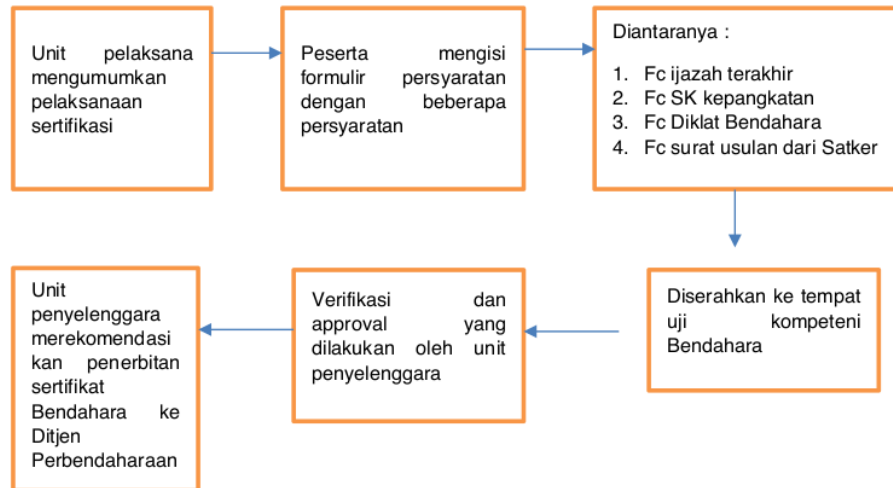 Unit pelaksana
mengumumkan
pelaksanaan
sertifikasi
Peserta mengisi
formulir persyaratan
dengan beberapa
persyaratan
Diantaranya :
1. Fc ijazah terakhir
2. Fc SK kepangkatan
3. Fc Diklat Bendahara
4. Fc surat usulan dari Satker
Diserahkan ke tempat
uji kompeteni
Bendahara
Verifikasi dan
approval yang
dilakukan oleh unit
penyelenggara
Unit
penyelenggara
merekomendasi
kan penerbitan
sertifikat
Bendahara ke
Ditjen
Perbendaharaan